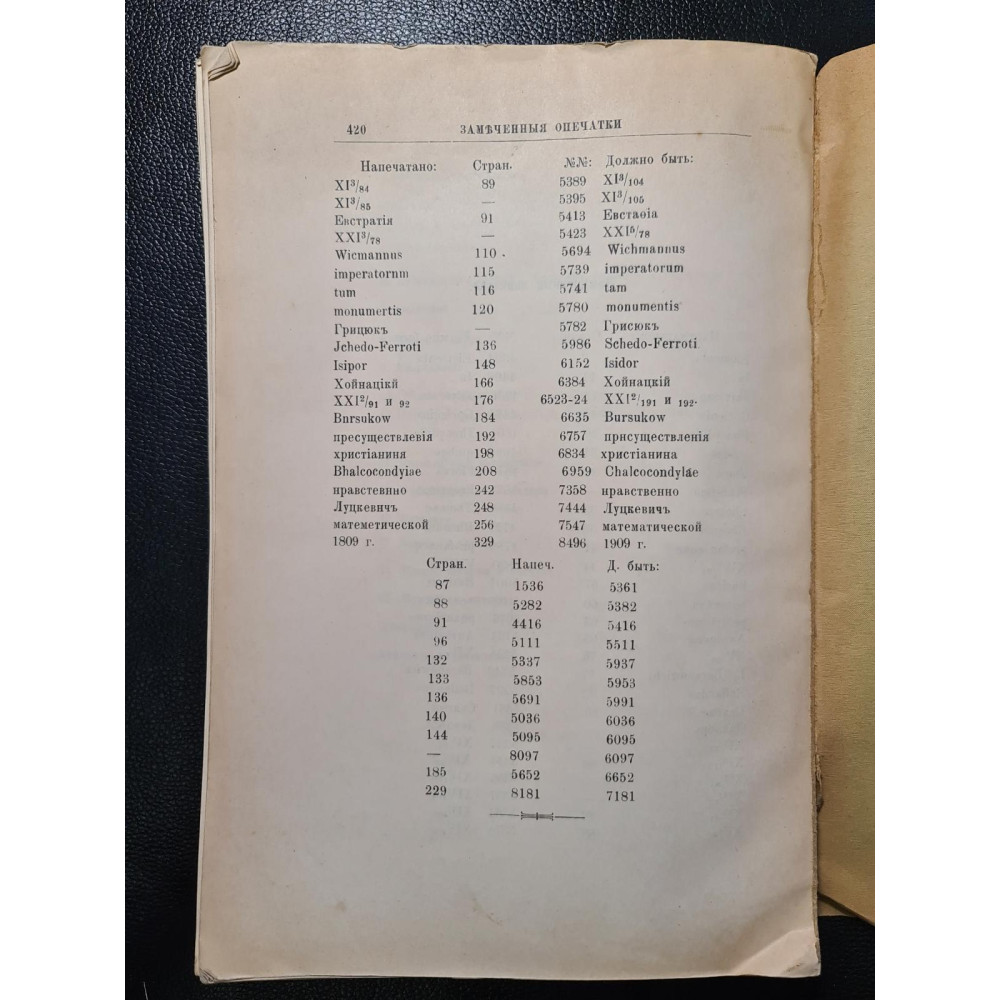 420 ЗАМѢЧЕННЫЯ ОПЕЧАТКИ
Напечатано: Стран. №№: Должно быть:
XI³/₈₄ 89 5389 XI³/₁₀₄
XI³/₈₅ — 5395 XI³/₁₀₅
Евстратія 91 5413 Евстаѳіа
XXI³/₇₈ — 5423 XXI⁵/₇₈
Wicmannus 110 . 5694 Wichmannus
imperatornm 115 5739 imperatorum
tum 116 5741 tam
monumertis 120 5780 monumentis
Грицюкъ — 5782 Грисюкъ
Jchedo-Ferroti 136 5986 Schedo-Ferroti
Isipor 148 6152 Isidor
Хойнацікй 166 6384 Хойнацкій
XXI²/₉₁ и ₉₂ 176 6523-24 XXI²/₁₉₁ и ₁₉₂.
Bnrsukow 184 6635 Bursukow
пресуществлевія 192 6757 присуществленія
христіаниня 198 6834 христіанина
Bhalcocondyiae 208 6959 Chalcocondylae
нравстевнно 242 7358 нравственно
Луцкевичъ 248 7444 Луцкевичъ
матеметической 256 7547 математической
1809 г. 329 8496 1909 г.
Стран. Напеч. Д. быть:
87 1536 5361
88 5282 5382
91 4416 5416
96 5111 5511
132 5337 5937
133 5853 5953
136 5691 5991
140 5036 6036
144 5095 6095
— 8097 6097
185 5652 6652
229 8181 7181